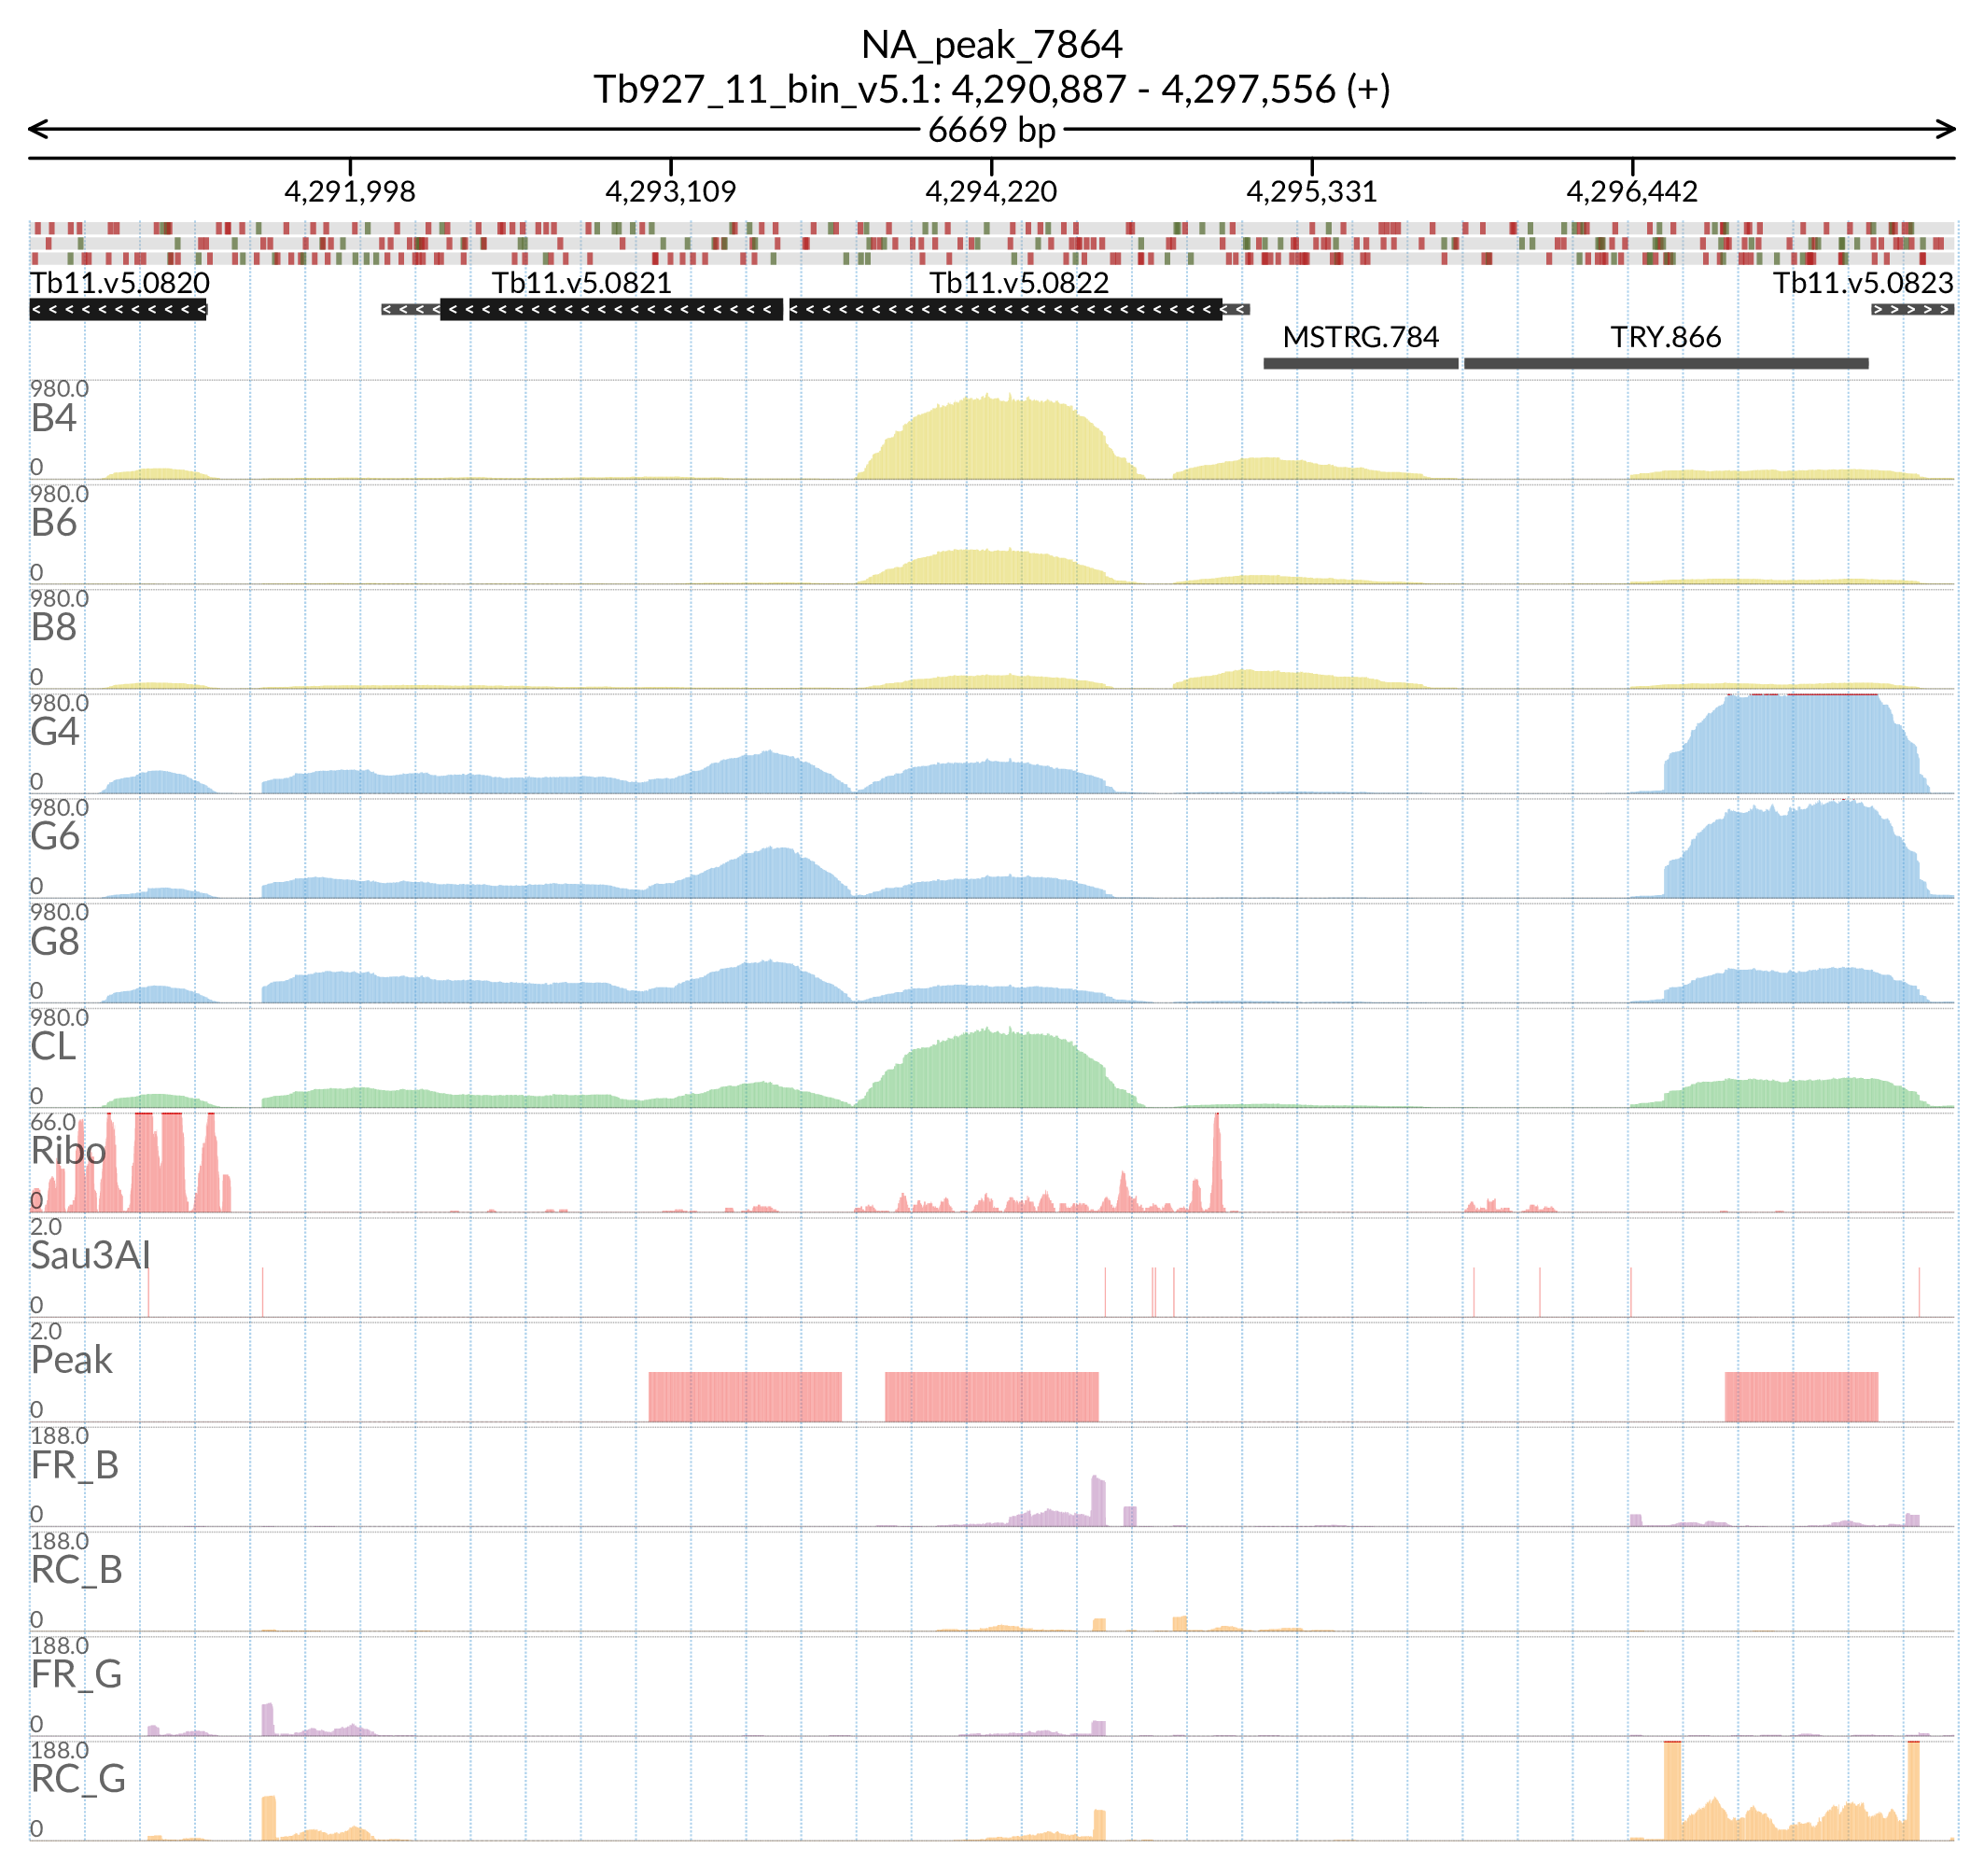 NA_peak_7864
Tb927_11_bin_v5.1: 4,290,887 - 4,297,556 (+)
6669 bp
4,291,998 4,293,109 4,294,220 4,295,331 4,296,442
Tb11.v5.0820 Tb11.v5.0821 Tb11.v5.0822 Tb11.v5.0823
MSTRG.784 TRY.866
980.0
B4
0
980.0
B6
0
980.0
B8
0
980.0
G4
0
980.0
G6
0
980.0
G8
0
980.0
CL
0
66.0
Ribo
0
2.0
Sau3AI
0
2.0
Peak
0
188.0
FR_B
0
188.0
RC_B
0
188.0
FR_G
0
188.0
RC_G
0